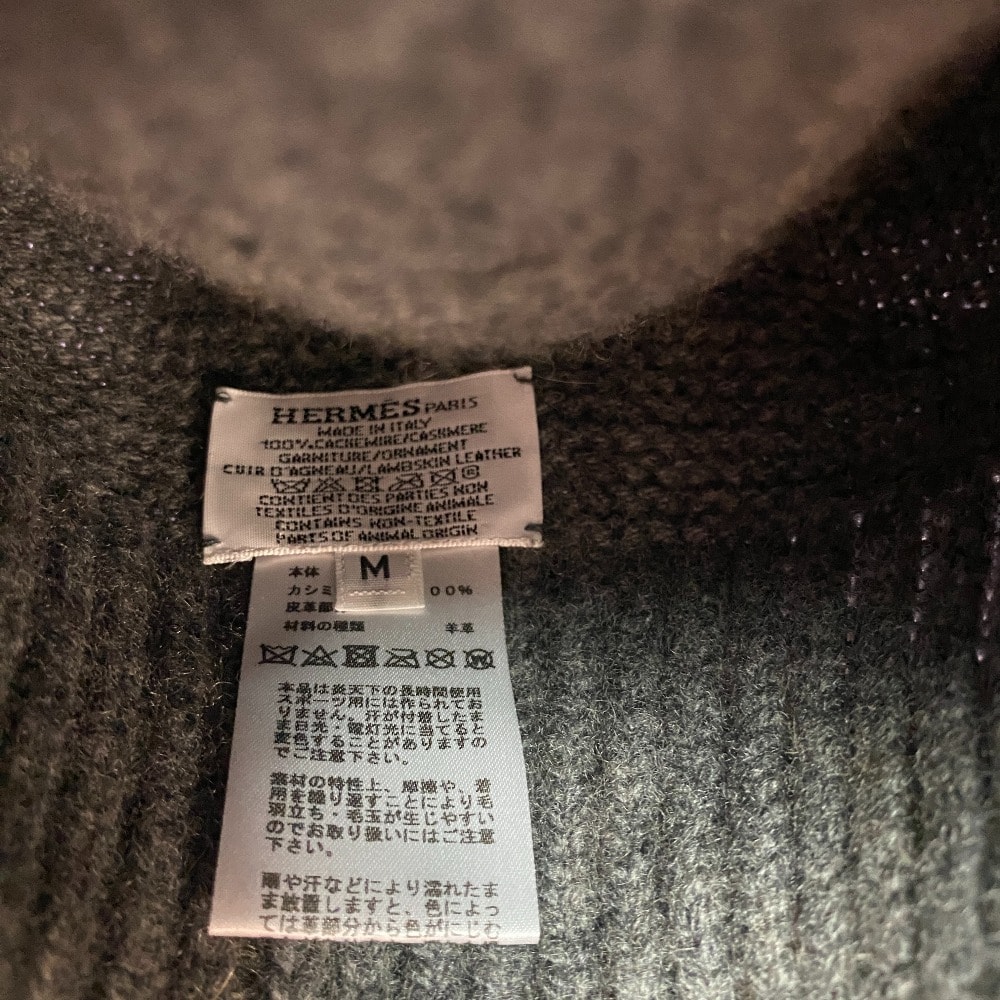 HERMÈS PARIS
MADE IN ITALY
100% CACHEMIRE/CASHMERE
GARNITURE/ORNAMENT
CUIR D'AGNEAU/LAMBSKIN LEATHER
CONTIENT DES PARTIES NON
TEXTILES D'ORIGINE ANIMALE
CONTAINS NON-TEXTILE
PARTS OF ANIMAL ORIGIN
M
本体
カシミ 00%
皮革部
材料の種類 羊革
本品は炎天下の長時間使用
スポーツ用には作られてお
りません。汗が付着したま
ま日光・電灯光に当てると
変色することがありますの
でご注意下さい。
素材の特性上、摩擦や、着
用を繰り返すことにより毛
羽立ち・毛玉が生じやすい
のでお取り扱いにはご注意
下さい。
雨や汗などにより濡れたま
ま放置しますと、色によっ
ては革部分から色がにじむ